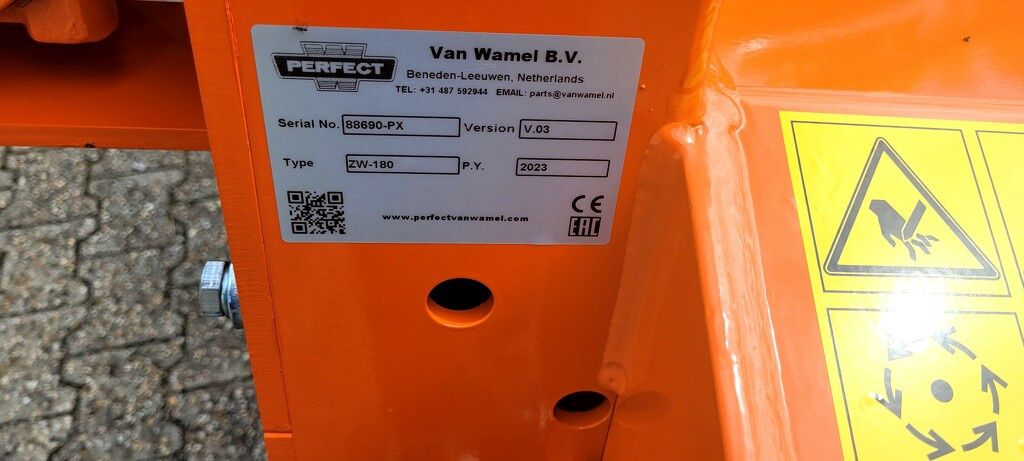 PERFECT
Van Wamel B.V.
Beneden-Leeuwen, Netherlands
TEL: +31 487 592944 EMAIL: parts@vanwamel.nl
Serial No. 88690-PX Version V.03
Type ZW-180 P.Y. 2023
www.perfectvanwamel.com
CE
EAC